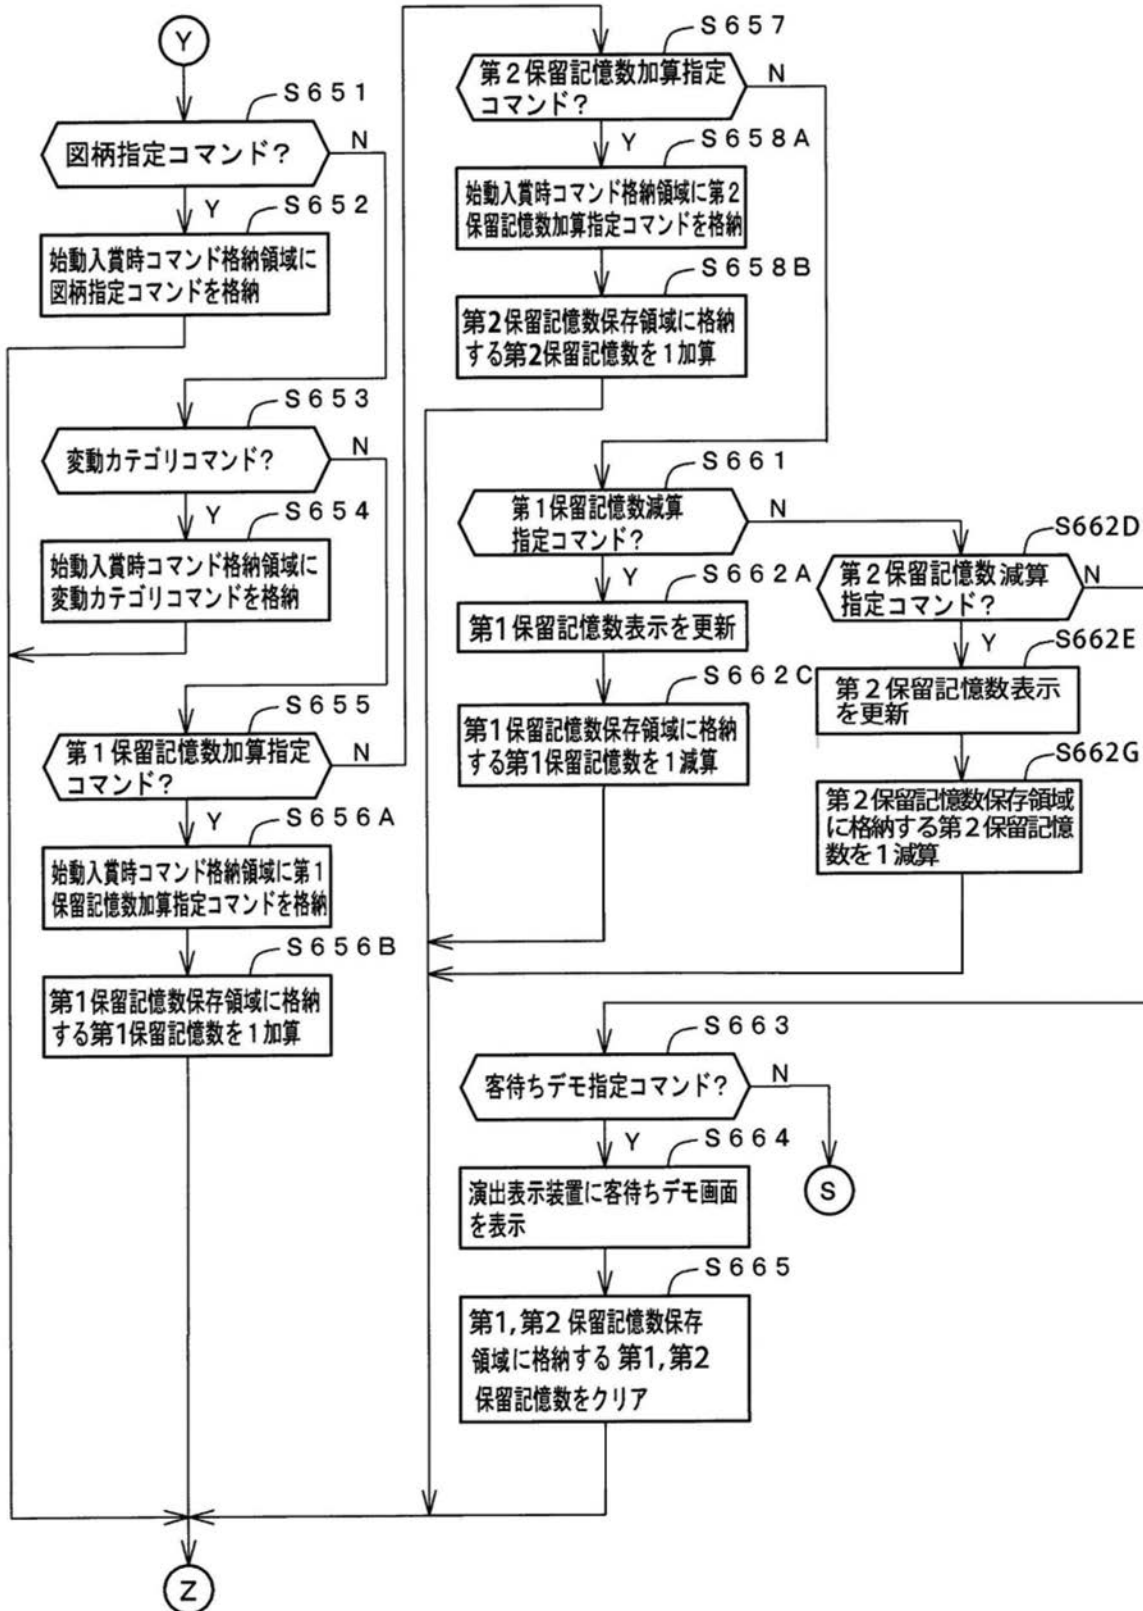 Y
S651
図柄指定コマンド?
N
Y
S652
始動入賞時コマンド格納領域に
図柄指定コマンドを格納
S653
変動カテゴリコマンド?
N
Y
S654
始動入賞時コマンド格納領域に
変動カテゴリコマンドを格納
S655
第1保留記憶数加算指定
コマンド?
N
Y
S656A
始動入賞時コマンド格納領域に第1
保留記憶数加算指定コマンドを格納
S656B
第1保留記憶数保存領域に格納
する第1保留記憶数を1加算
Z
S657
第2保留記憶数加算指定
コマンド?
N
Y
S658A
始動入賞時コマンド格納領域に第2
保留記憶数加算指定コマンドを格納
S658B
第2保留記憶数保存領域に格納
する第2保留記憶数を1加算
S661
第1保留記憶数減算
指定コマンド?
N
Y
S662A
第1保留記憶数表示を更新
S662C
第1保留記憶数保存領域に格納
する第1保留記憶数を1減算
S662D
第2保留記憶数減算
指定コマンド?
N
Y
S662E
第2保留記憶数表示
を更新
S662G
第2保留記憶数保存領域
に格納する第2保留記憶
数を1減算
S663
客待ちデモ指定コマンド?
N
Y
S
S664
演出表示装置に客待ちデモ画面
を表示
S665
第1,第2保留記憶数保存
領域に格納する第1,第2
保留記憶数をクリア